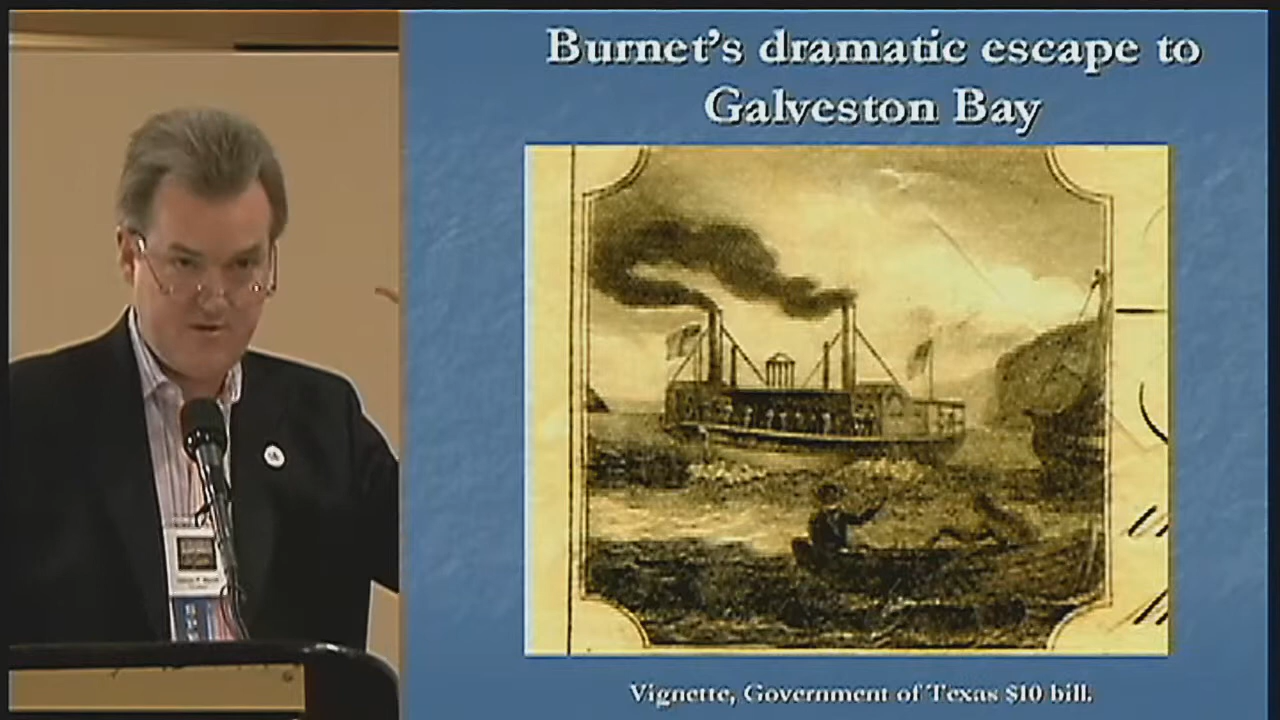 Burnet's dramatic escape to
Galveston Bay
Vignette, Government of Texas $10 bill.